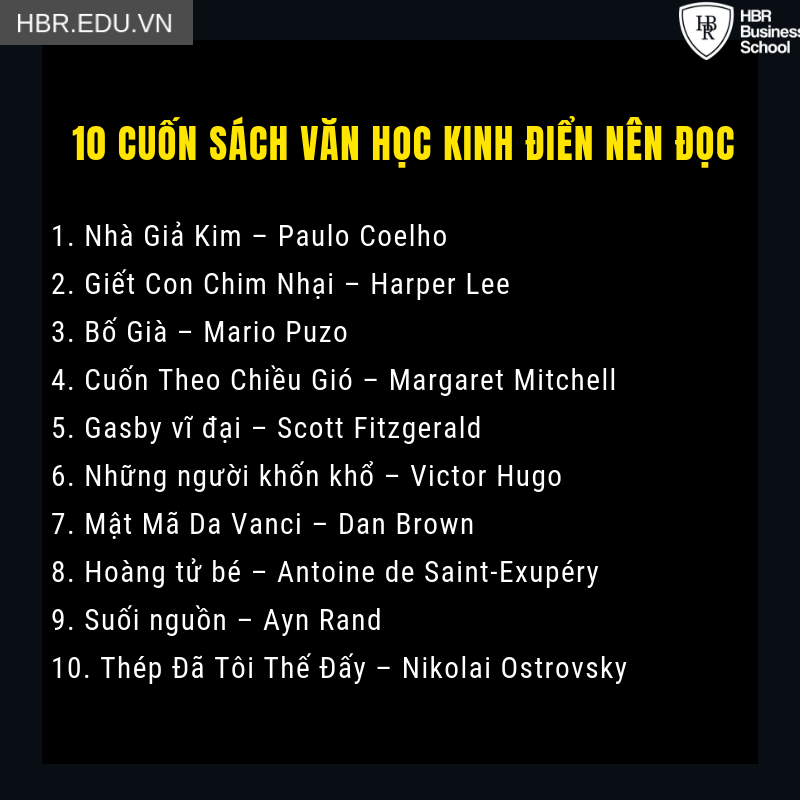 HBR.EDU.VN
HBR
HBR
Business
School
10 CUỐN SÁCH VĂN HỌC KINH ĐIỂN NÊN ĐỌC
1. Nhà Giả Kim – Paulo Coelho
2. Giết Con Chim Nhại – Harper Lee
3. Bố Già – Mario Puzo
4. Cuốn Theo Chiều Gió – Margaret Mitchell
5. Gasby vĩ đại – Scott Fitzgerald
6. Những người khốn khổ – Victor Hugo
7. Mật Mã Da Vanci – Dan Brown
8. Hoàng tử bé – Antoine de Saint-Exupéry
9. Suối nguồn – Ayn Rand
10. Thép Đã Tôi Thế Đấy – Nikolai Ostrovsky